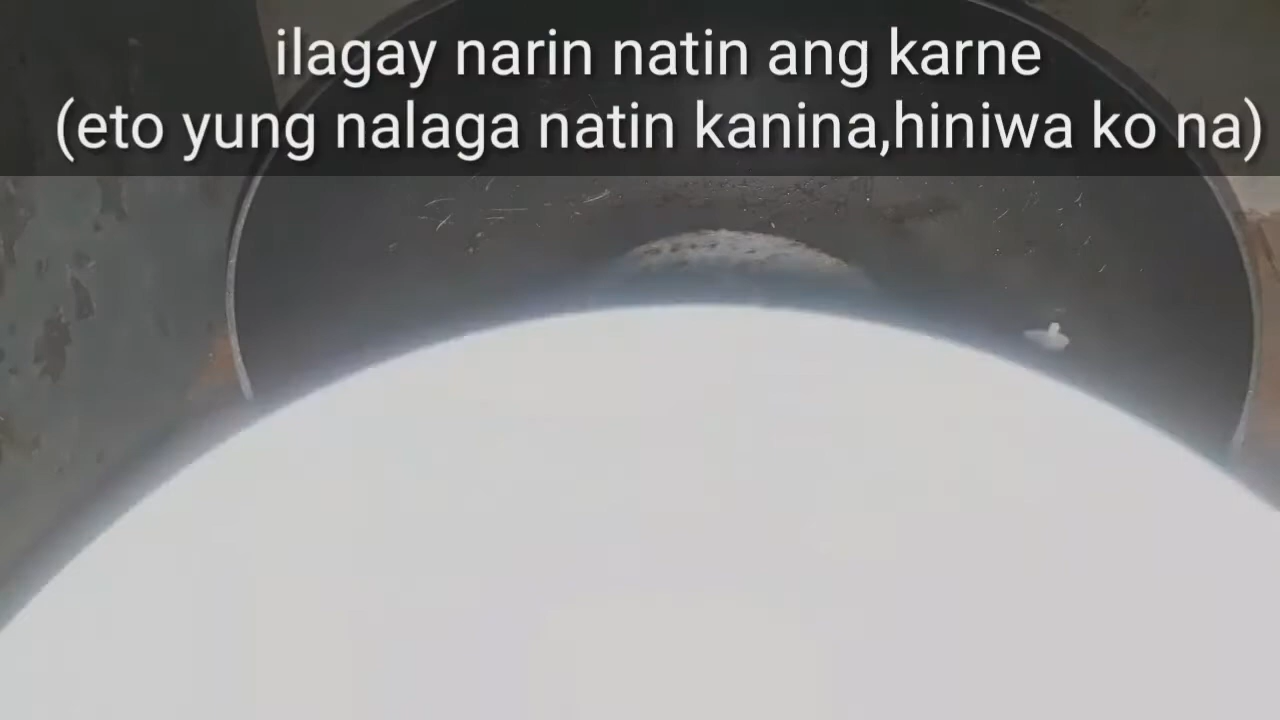 ilagay narin natin ang karne
(eto yung nalaga natin kanina,hiniwa ko na)